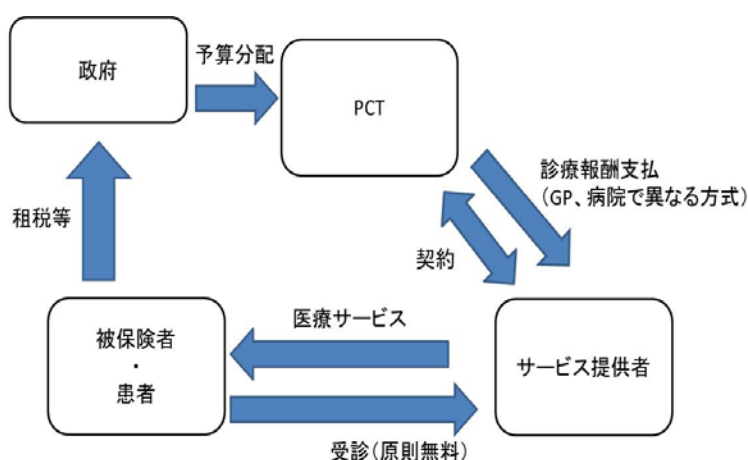 予算分配
政府
PCT
診療報酬支払
(GP、病院で異なる方式)
租税等
契約
医療サービス
被保険者
・
患者
サービス提供者
受診(原則無料)